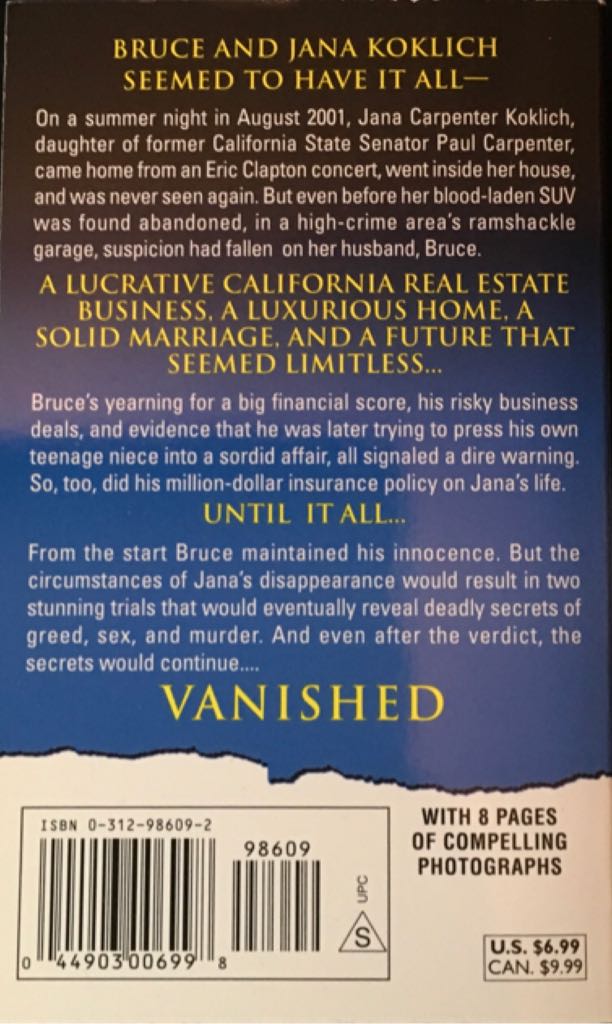 BRUCE AND JANA KOKLICH
SEEMED TO HAVE IT ALL—
On a summer night in August 2001, Jana Carpenter Koklich,
daughter of former California State Senator Paul Carpenter,
came home from an Eric Clapton concert, went inside her house,
and was never seen again. But even before her blood-laden SUV
was found abandoned, in a high-crime area's ramshackle
garage, suspicion had fallen on her husband, Bruce.
A LUCRATIVE CALIFORNIA REAL ESTATE
BUSINESS, A LUXURIOUS HOME, A
SOLID MARRIAGE, AND A FUTURE THAT
SEEMED LIMITLESS...
Bruce's yearning for a big financial score, his risky business
deals, and evidence that he was later trying to press his own
teenage niece into a sordid affair, all signaled a dire warning.
So, too, did his million-dollar insurance policy on Jana's life.
UNTIL IT ALL...
From the start Bruce maintained his innocence. But the
circumstances of Jana's disappearance would result in two
stunning trials that would eventually reveal deadly secrets of
greed, sex, and murder. And even after the verdict, the
secrets would continue....
VANISHED
WITH 8 PAGES
OF COMPELLING
PHOTOGRAPHS
ISBN 0-312-98609-2
98609
UPC
S
0 44903 00699 8
U.S. $6.99
CAN. $9.99